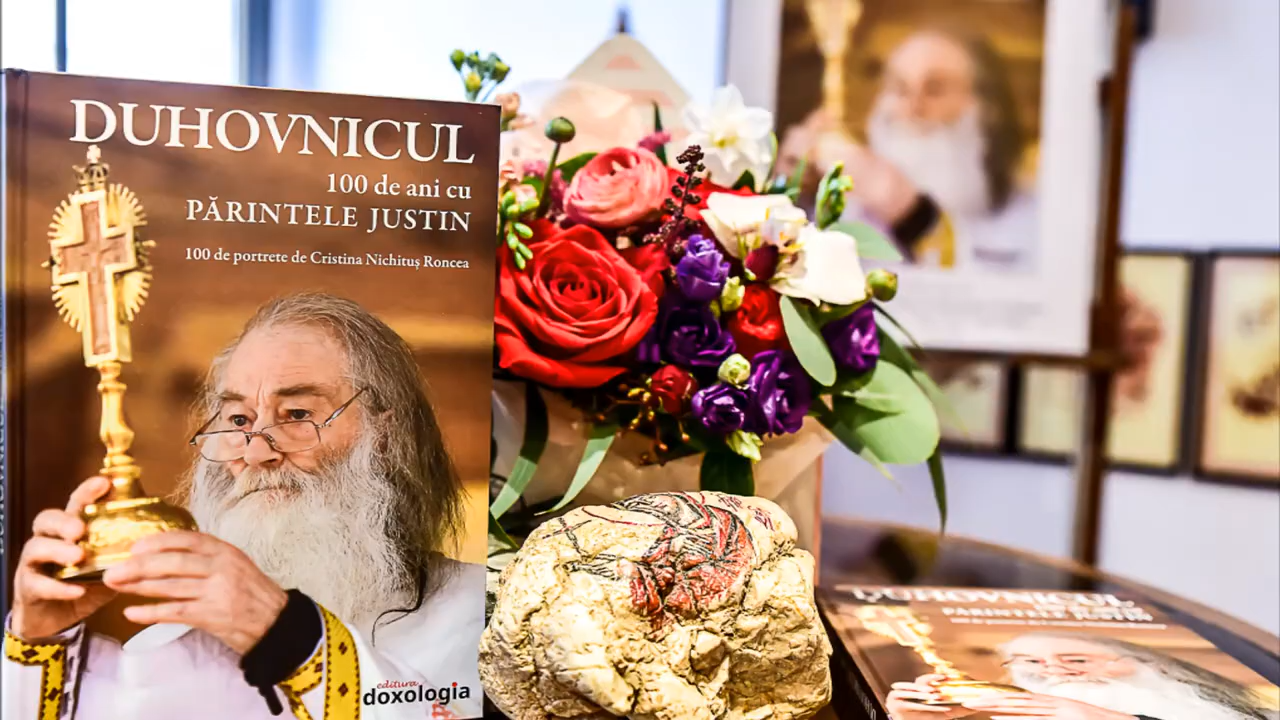 DUHOVNICUL
100 de ani cu
PĂRINTELE JUSTIN
100 de portrete de Cristina Nichituș Roncea
editura
doxologia
DUHOVNICUL
PĂRINTELE JUSTIN